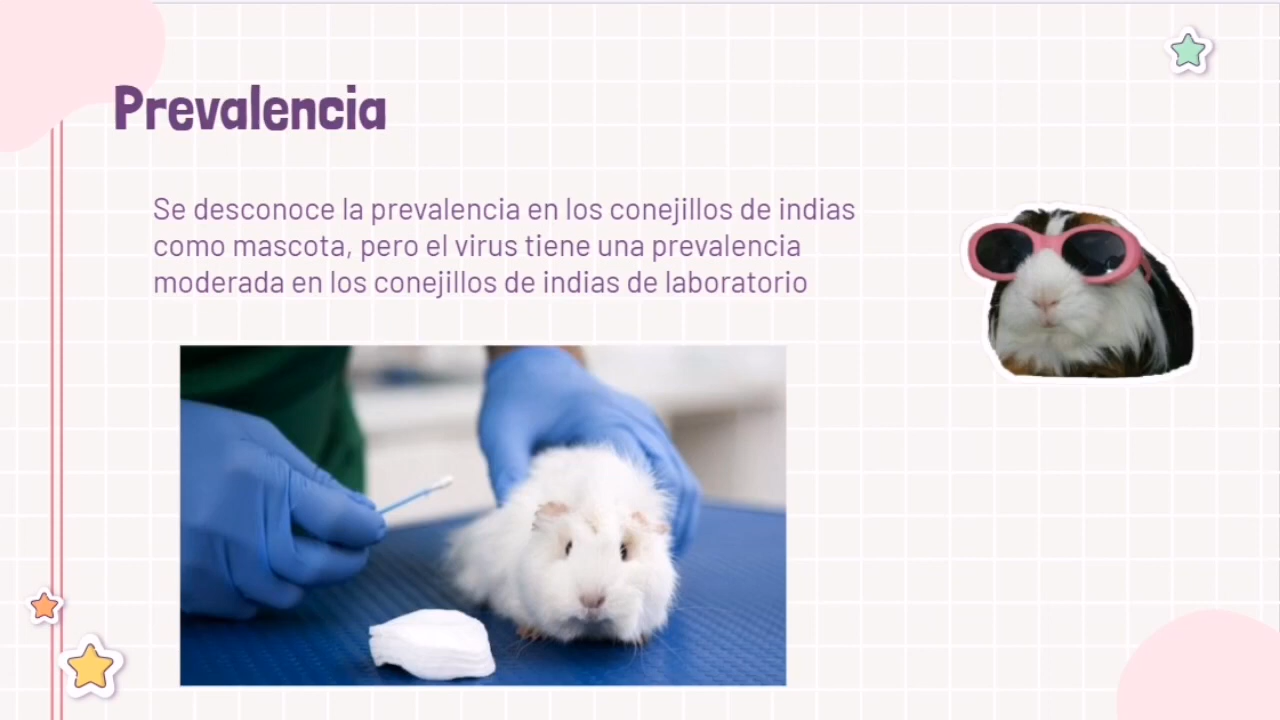 Prevalencia
Se desconoce la prevalencia en los conejillos de indias
como mascota, pero el virus tiene una prevalencia
moderada en los conejillos de indias de laboratorio